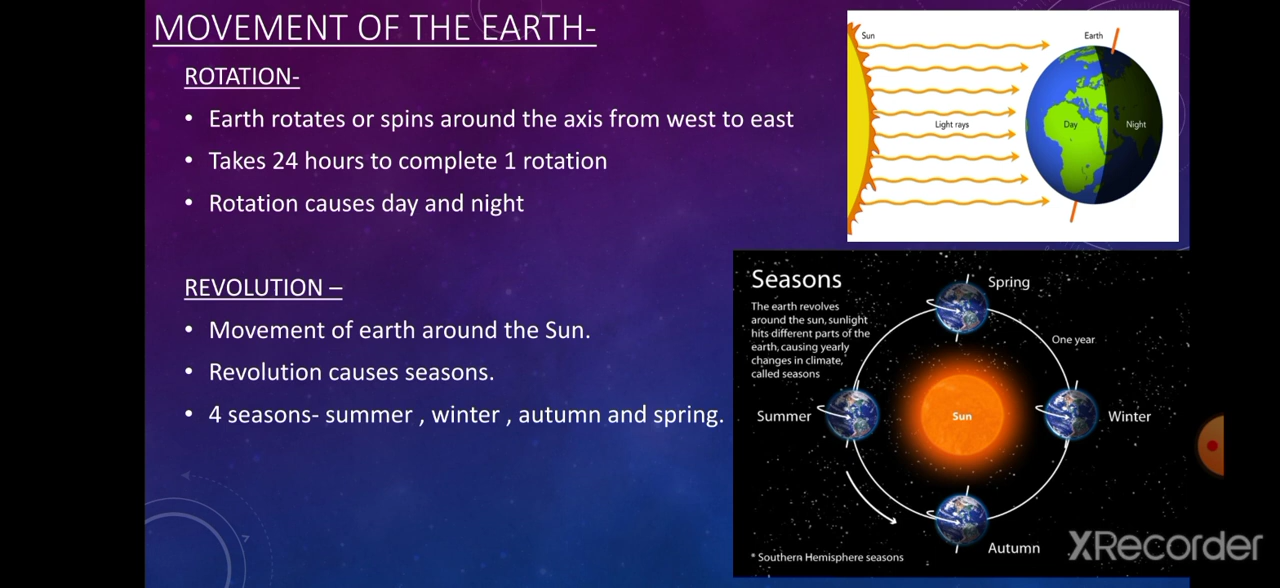 MOVEMENT OF THE EARTH-
ROTATION-
• Earth rotates or spins around the axis from west to east
• Takes 24 hours to complete 1 rotation
• Rotation causes day and night
REVOLUTION –
• Movement of earth around the Sun.
• Revolution causes seasons.
• 4 seasons- summer , winter , autumn and spring.
Sun
Earth
Light rays
Day
Night
Seasons
The earth revolves
around the sun, sunlight
hits different parts of the
earth, causing yearly
changes in climate,
called seasons
Spring
One year
Summer
Sun
Winter
Autumn
* Southern Hemisphere seasons
XRecorder